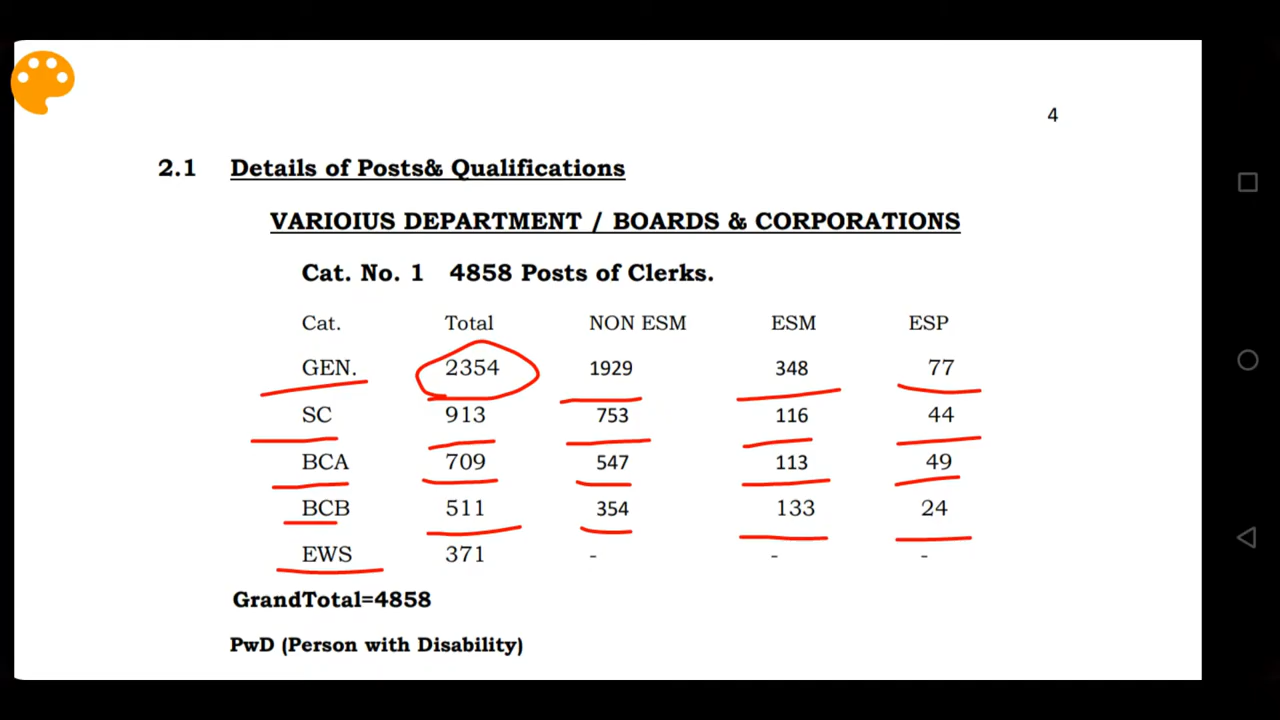 4
2.1 Details of Posts& Qualifications
VARIOIUS DEPARTMENT / BOARDS & CORPORATIONS
Cat. No. 1 4858 Posts of Clerks.
Cat. Total NON ESM ESM ESP
GEN. 2354 1929 348 77
SC 913 753 116 44
BCA 709 547 113 49
BCB 511 354 133 24
EWS 371 - - -
GrandTotal=4858
PwD (Person with Disability)